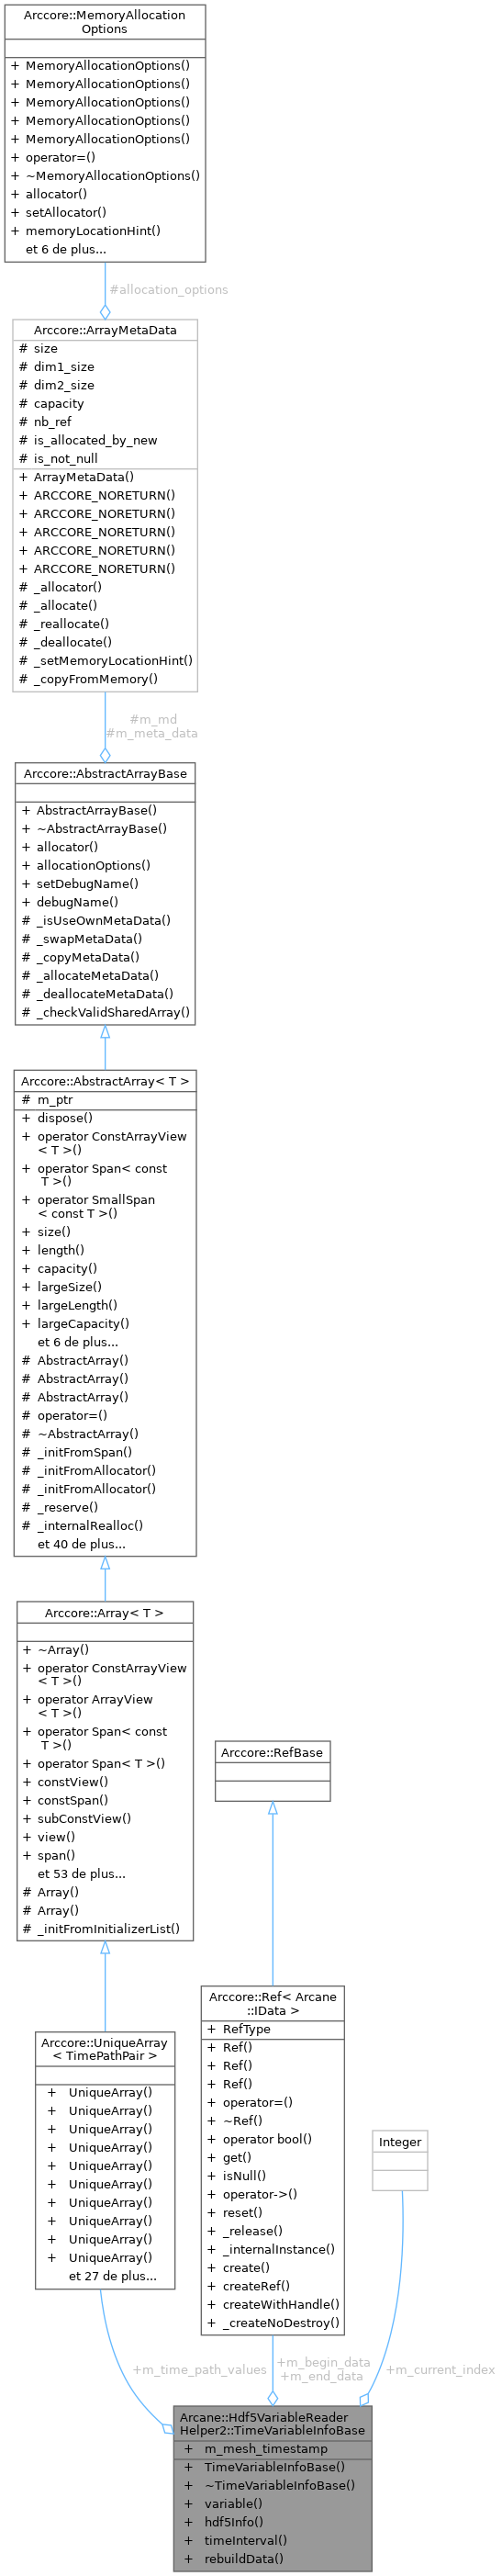 Arccore::MemoryAllocation
Options
+ MemoryAllocationOptions()
+ MemoryAllocationOptions()
+ MemoryAllocationOptions()
+ MemoryAllocationOptions()
+ MemoryAllocationOptions()
+ operator=()
+ ~MemoryAllocationOptions()
+ allocator()
+ setAllocator()
+ memoryLocationHint()
et 6 de plus...
#allocation_options
Arccore::ArrayMetaData
# size
# dim1_size
# dim2_size
# capacity
# nb_ref
# is_allocated_by_new
# is_not_null
+ ArrayMetaData()
+ ARCCORE_NORETURN()
+ ARCCORE_NORETURN()
+ ARCCORE_NORETURN()
+ ARCCORE_NORETURN()
+ ARCCORE_NORETURN()
# _allocator()
# _allocate()
# _reallocate()
# _deallocate()
# _setMemoryLocationHint()
# _copyFromMemory()
#m_md
#m_meta_data
Arccore::AbstractArrayBase
+ AbstractArrayBase()
+ ~AbstractArrayBase()
+ allocator()
+ allocationOptions()
+ setDebugName()
+ debugName()
# _isUseOwnMetaData()
# _swapMetaData()
# _copyMetaData()
# _allocateMetaData()
# _deallocateMetaData()
# _checkValidSharedArray()
Arccore::AbstractArray< T >
# m_ptr
+ dispose()
+ operator ConstArrayView
< T >()
+ operator Span< const
T >()
+ operator SmallSpan
< const T >()
+ size()
+ length()
+ capacity()
+ largeSize()
+ largeLength()
+ largeCapacity()
et 6 de plus...
# AbstractArray()
# AbstractArray()
# AbstractArray()
# operator=()
# ~AbstractArray()
# _initFromSpan()
# _initFromAllocator()
# _initFromAllocator()
# _reserve()
# _internalRealloc()
et 40 de plus...
Arccore::Array< T >
+ ~Array()
+ operator ConstArrayView
< T >()
+ operator ArrayView
< T >()
+ operator Span< const
T >()
+ operator Span< T >()
+ constView()
+ constSpan()
+ subConstView()
+ view()
+ span()
et 53 de plus...
# Array()
# Array()
# _initFromInitializerList()
Arccore::RefBase
Arccore::UniqueArray
< TimePathPair >
+ UniqueArray()
+ UniqueArray()
+ UniqueArray()
+ UniqueArray()
+ UniqueArray()
+ UniqueArray()
+ UniqueArray()
+ UniqueArray()
+ UniqueArray()
+ UniqueArray()
et 27 de plus...
Arccore::Ref< Arcane
::IData >
+ RefType
+ Ref()
+ Ref()
+ Ref()
+ operator=()
+ ~Ref()
+ operator bool()
+ get()
+ isNull()
+ operator->()
+ reset()
+ _release()
+ _internalInstance()
+ create()
+ createRef()
+ createWithHandle()
+ _createNoDestroy()
Integer
+m_time_path_values
+m_begin_data
+m_end_data
+m_current_index
Arcane::Hdf5VariableReader
Helper2::TimeVariableInfoBase
+ m_mesh_timestamp
+ TimeVariableInfoBase()
+ ~TimeVariableInfoBase()
+ variable()
+ hdf5Info()
+ timeInterval()
+ rebuildData()